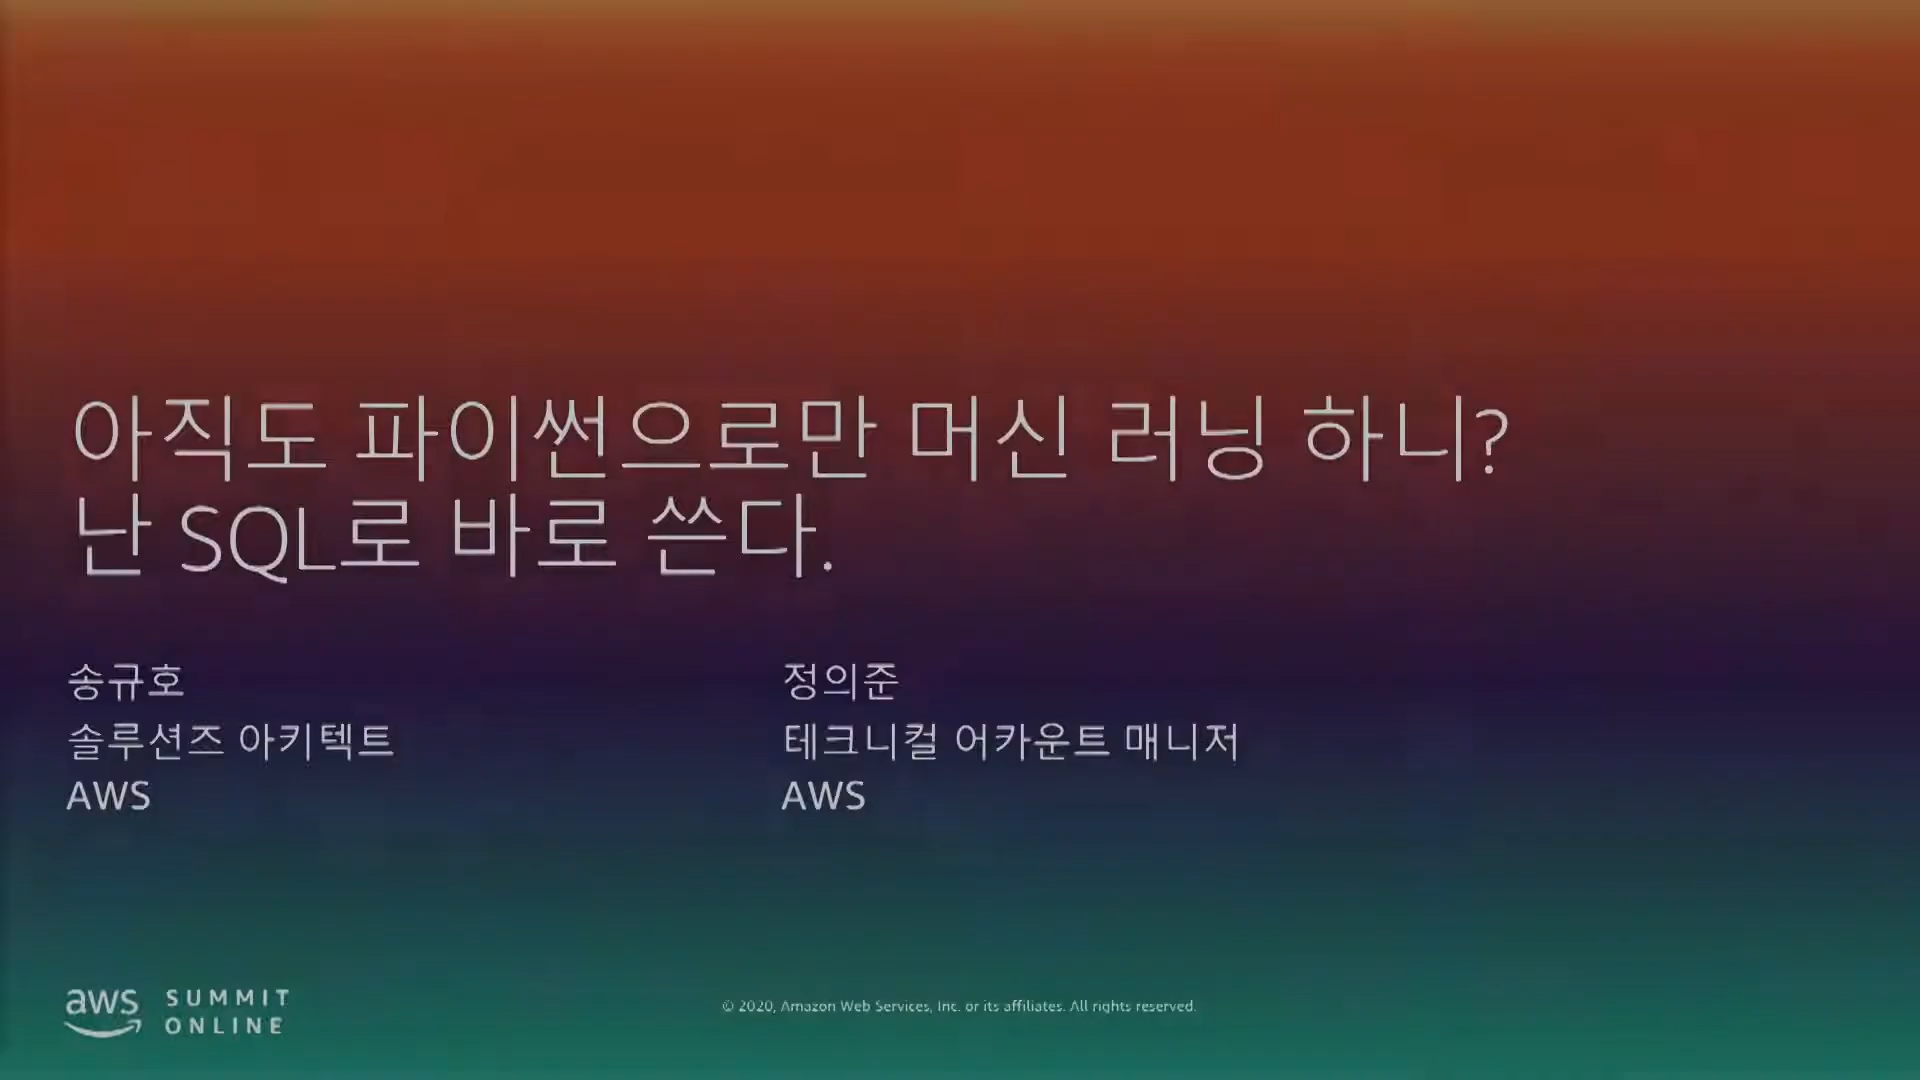 아직도 파이썬으로만 머신 러닝 하니?
난 SQL로 바로 쓴다.
송규호
솔루션즈 아키텍트
AWS
정의준
테크니컬 어카운트 매니저
AWS
aws SUMMIT ONLINE
© 2020, Amazon Web Services, Inc. or its affiliates. All rights reserved.